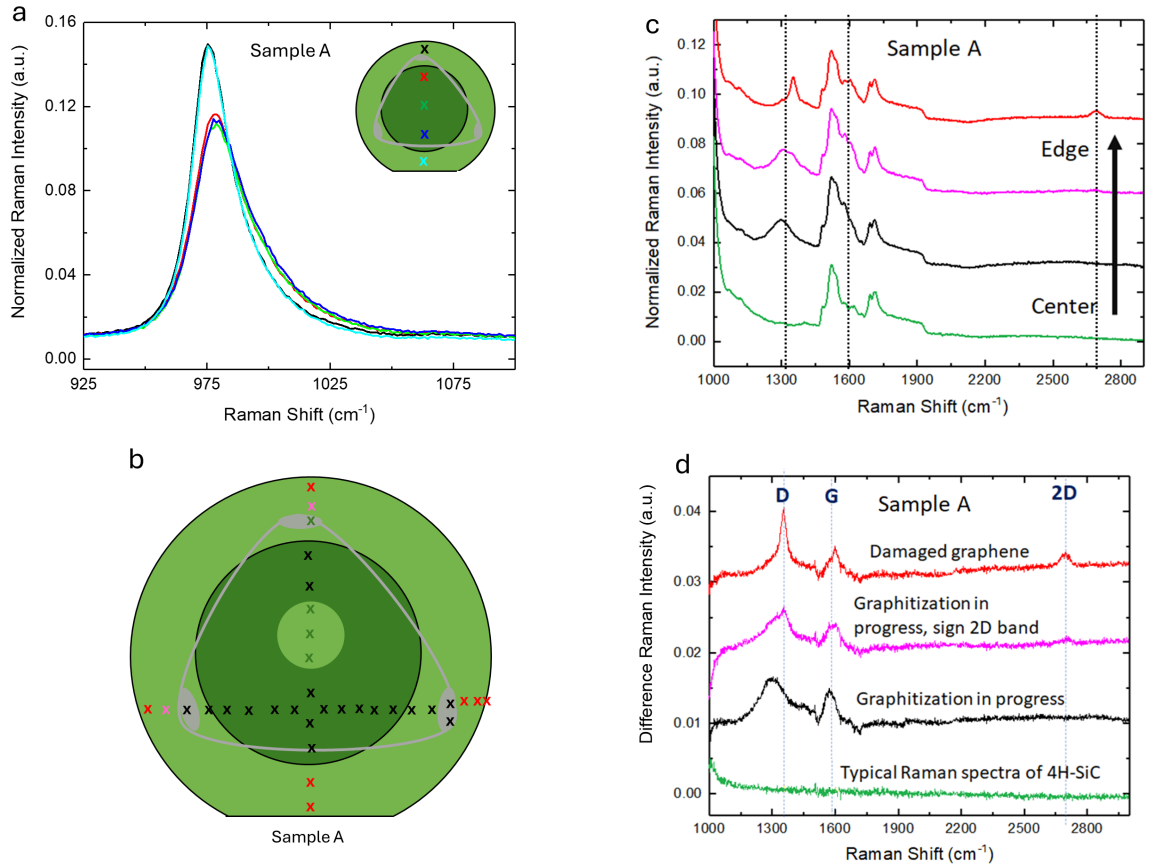 a
0.16
0.12
0.08
0.04
0.00
925
975
1025
1075
Normalized Raman Intensity (a.u.)
Raman Shift (cm⁻¹)
Sample A
x
x
x
x
x
c
0.12
0.10
0.08
0.06
0.04
0.02
0.00
1000
1300
1600
1900
2200
2500
2800
Normalized Raman Intensity (a.u.)
Raman Shift (cm⁻¹)
Sample A
Edge
Center
b
x
x
x
x
x
x
x
x
x
x
x
x
x
x x x x x x x x x x x x x x x x x x x x
x
Sample A
d
0.04
0.03
0.02
0.01
0.00
1000
1300
1600
1900
2200
2500
2800
Difference Raman Intensity (a.u.)
Raman Shift (cm⁻¹)
D
G
2D
Sample A
Damaged graphene
Graphitization in
progress, sign 2D band
Graphitization in progress
Typical Raman spectra of 4H-SiC